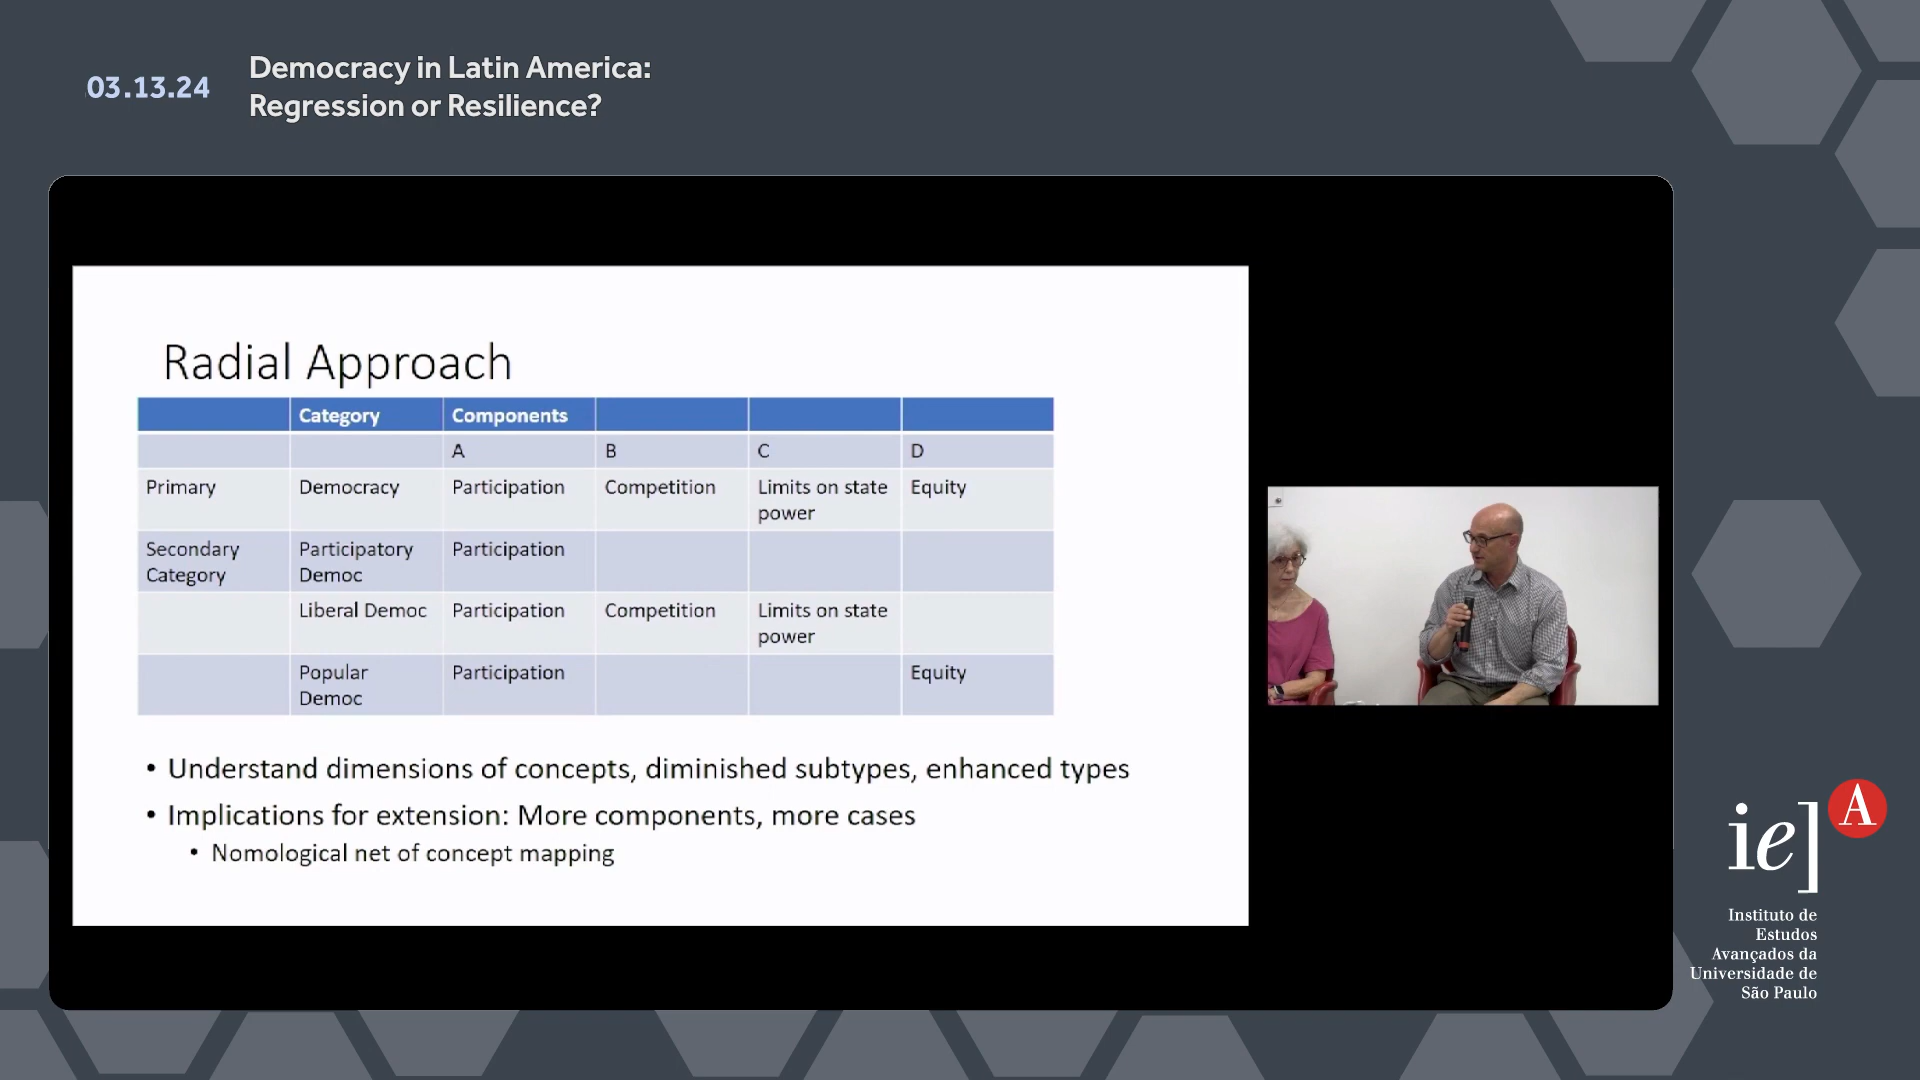 03.13.24
Democracy in Latin America:
Regression or Resilience?
Radial Approach
Category Components
A B C D
Primary Democracy Participation Competition Limits on state power Equity
Secondary Category Participatory Democ Participation
Liberal Democ Participation Competition Limits on state power
Popular Democ Participation Equity
• Understand dimensions of concepts, diminished subtypes, enhanced types
• Implications for extension: More components, more cases
• Nomological net of concept mapping
ie] A
Instituto de
Estudos
Avançados da
Universidade de
São Paulo